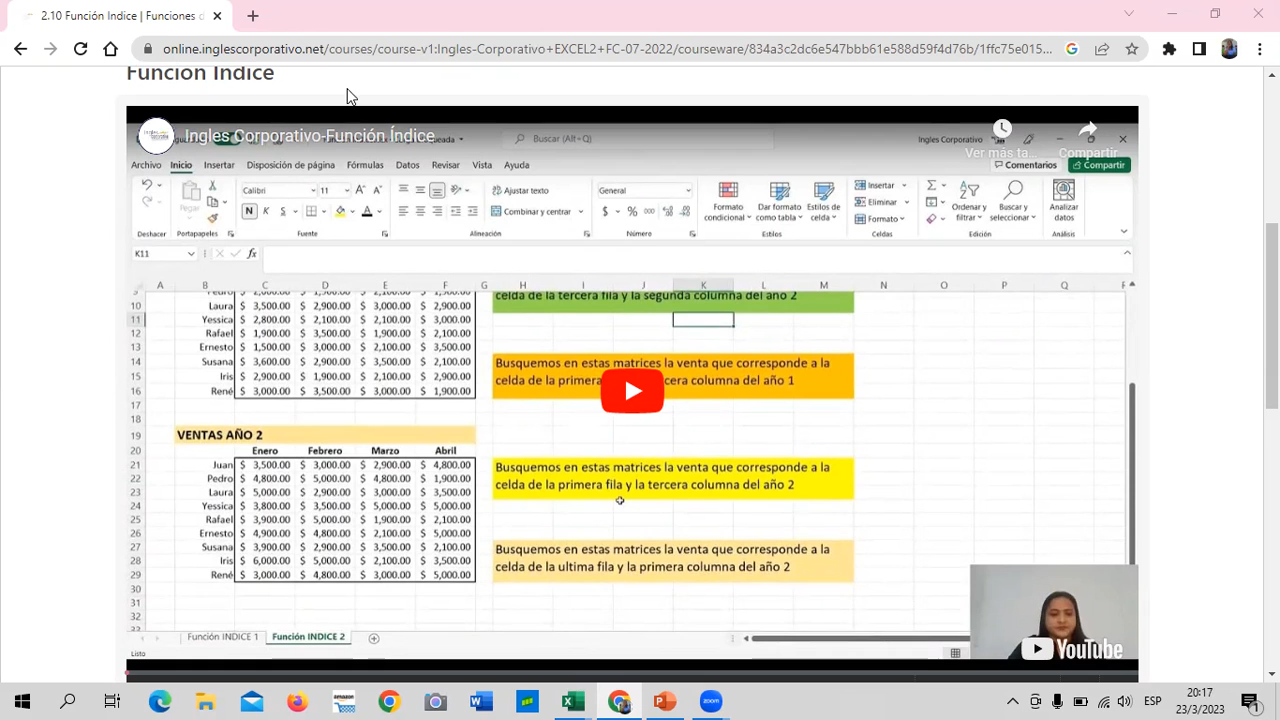 2.10 Función Índice | Funciones d
online.inglescorporativo.net/courses/course-v1:Ingles-Corporativo+EXCEL2+FC-07-2022/courseware/834a3c2dc6e547bbb61e588d59f4d76b/1ffc75e015...
Función Índice
Ingles Corporativo-Función Índice
Buscar (Alt+Q)
Ingles Corporativo
Ver más ta...
Compartir
Archivo Inicio Insertar Disposición de página Fórmulas Datos Revisar Vista Ayuda
Comentarios Compartir
Calibri 11
Ajustar texto
General
Pegar
N K S
Combinar y centrar
$ % 000
Formato condicional
Dar formato como tabla
Estilos de celda
Insertar
Eliminar
Formato
Ordenar y filtrar
Buscar y seleccionar
Analizar datos
Deshacer Portapapeles Fuente Alineación Número Estilos Celdas Edición Análisis
K11 fx
A B C D E F G H I J K L M N O P Q
celda de la tercera fila y la segunda columna del año 2
10 Laura $ 3,500.00 $ 2,100.00 $ 3,000.00 $ 2,900.00
11 Yessica $ 2,800.00 $ 2,100.00 $ 2,100.00 $ 3,000.00
12 Rafael $ 1,900.00 $ 3,500.00 $ 1,900.00 $ 2,100.00
13 Ernesto $ 1,500.00 $ 3,000.00 $ 2,100.00 $ 3,500.00
14 Susana $ 3,600.00 $ 2,900.00 $ 3,500.00 $ 2,100.00
15 Iris $ 2,900.00 $ 1,900.00 $ 2,100.00 $ 3,500.00
16 René $ 3,000.00 $ 3,500.00 $ 3,000.00 $ 1,900.00
Busquemos en estas matrices la venta que corresponde a la
celda de la primera tercera columna del año 1
17
18
19 VENTAS AÑO 2
20 Enero Febrero Marzo Abril
21 Juan $ 3,500.00 $ 3,000.00 $ 2,900.00 $ 4,800.00
22 Pedro $ 4,800.00 $ 5,000.00 $ 4,800.00 $ 1,900.00
23 Laura $ 5,000.00 $ 2,900.00 $ 3,000.00 $ 3,500.00
24 Yessica $ 3,800.00 $ 3,500.00 $ 5,000.00 $ 5,000.00
25 Rafael $ 3,900.00 $ 5,000.00 $ 1,900.00 $ 2,100.00
26 Ernesto $ 4,900.00 $ 4,800.00 $ 2,100.00 $ 5,000.00
27 Susana $ 3,900.00 $ 2,900.00 $ 3,500.00 $ 2,100.00
28 Iris $ 6,000.00 $ 5,000.00 $ 2,100.00 $ 3,500.00
29 René $ 3,000.00 $ 4,800.00 $ 3,000.00 $ 5,000.00
Busquemos en estas matrices la venta que corresponde a la
celda de la primera fila y la tercera columna del año 2
Busquemos en estas matrices la venta que corresponde a la
celda de la ultima fila y la primera columna del año 2
30
31
32
Función INDICE 1 Función INDICE 2
Listo
YouTube
amazon
zoom
ESP
20:17
23/3/2023